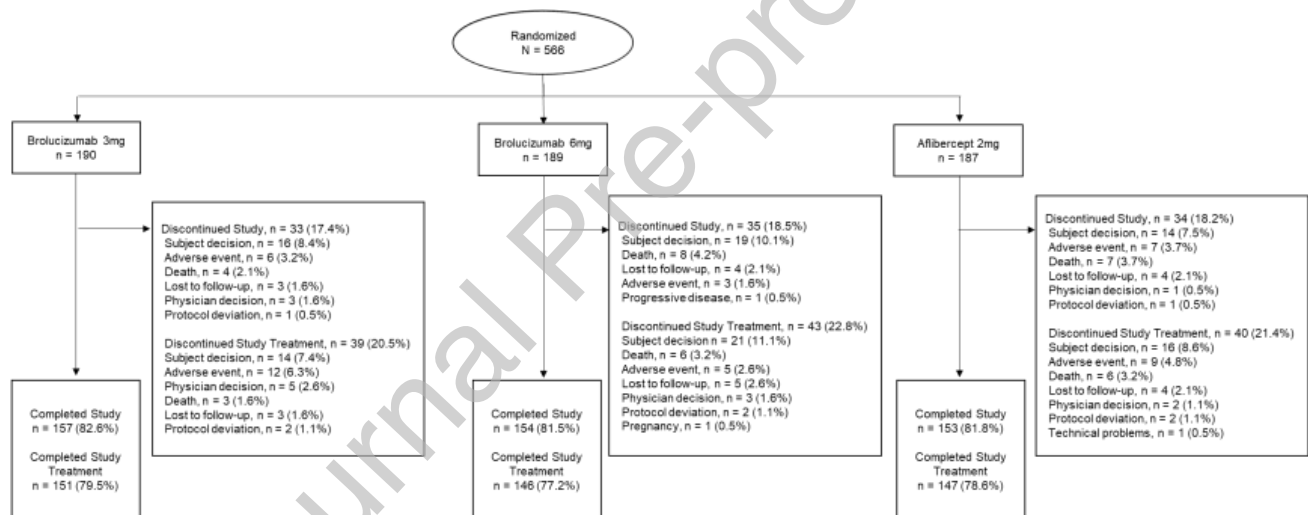 Randomized
N = 566
Brolucizumab 3mg
n = 190
Brolucizumab 6mg
n = 189
Aflibercept 2mg
n = 187
Discontinued Study, n = 33 (17.4%)
Subject decision, n = 16 (8.4%)
Adverse event, n = 6 (3.2%)
Death, n = 4 (2.1%)
Lost to follow-up, n = 3 (1.6%)
Physician decision, n = 3 (1.6%)
Protocol deviation, n = 1 (0.5%)
Discontinued Study Treatment, n = 39 (20.5%)
Subject decision, n = 14 (7.4%)
Adverse event, n = 12 (6.3%)
Physician decision, n = 5 (2.6%)
Death, n = 3 (1.6%)
Lost to follow-up, n = 3 (1.6%)
Protocol deviation, n = 2 (1.1%)
Discontinued Study, n = 35 (18.5%)
Subject decision, n = 19 (10.1%)
Death, n = 8 (4.2%)
Lost to follow-up, n = 4 (2.1%)
Adverse event, n = 3 (1.6%)
Progressive disease, n = 1 (0.5%)
Discontinued Study Treatment, n = 43 (22.8%)
Subject decision n = 21 (11.1%)
Death, n = 6 (3.2%)
Adverse event, n = 5 (2.6%)
Lost to follow-up, n = 5 (2.6%)
Physician decision, n = 3 (1.6%)
Protocol deviation, n = 2 (1.1%)
Pregnancy, n = 1 (0.5%)
Discontinued Study, n = 34 (18.2%)
Subject decision, n = 14 (7.5%)
Adverse event, n = 7 (3.7%)
Death, n = 7 (3.7%)
Lost to follow-up, n = 4 (2.1%)
Physician decision, n = 1 (0.5%)
Protocol deviation, n = 1 (0.5%)
Discontinued Study Treatment, n = 40 (21.4%)
Subject decision, n = 16 (8.6%)
Adverse event, n = 9 (4.8%)
Death, n = 6 (3.2%)
Lost to follow-up, n = 4 (2.1%)
Physician decision, n = 2 (1.1%)
Protocol deviation, n = 2 (1.1%)
Technical problems, n = 1 (0.5%)
Completed Study
n = 157 (82.6%)
Completed Study
Treatment
n = 151 (79.5%)
Completed Study
n = 154 (81.5%)
Completed Study
Treatment
n = 146 (77.2%)
Completed Study
n = 153 (81.8%)
Completed Study
Treatment
n = 147 (78.6%)
urnal Pre-pro